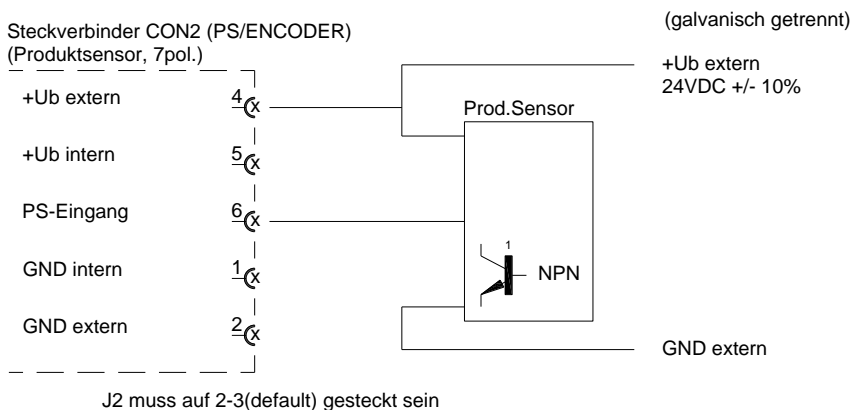 (galvanisch getrennt)
Steckverbinder CON2 (PS/ENCODER)
(Produktsensor, 7pol.)
+Ub extern
24VDC +/- 10%
+Ub extern
4
Prod.Sensor
+Ub intern
5
PS-Eingang
6
GND intern
1
1
NPN
GND extern
2
GND extern
J2 muss auf 2-3(default) gesteckt sein